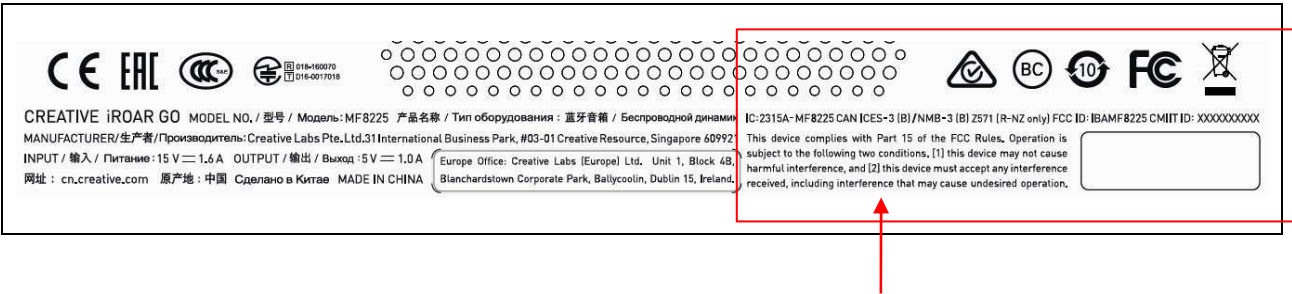 CE EAC CCC S&E R 018-160070
T D16-0017018
BC 10 FC
CREATIVE iROAR GO MODEL NO. / 型号 / Модель: MF8225 产品名称 / Тип оборудования : 蓝牙音箱 / Беспроводной динамик
MANUFACTURER/生产者/Производитель: Creative Labs Pte. Ltd. 31 International Business Park, #03-01 Creative Resource, Singapore 609921
INPUT / 输入 / Питание : 15 V ⎓ 1.6 A OUTPUT / 输出 / Выход : 5 V ⎓ 1.0 A
网址 : cn.creative.com 原产地 : 中国 Сделано в Китае MADE IN CHINA
Europe Office: Creative Labs (Europe) Ltd. Unit 1, Block 4B,
Blanchardstown Corporate Park, Ballycoolin, Dublin 15, Ireland.
IC:2315A-MF8225 CAN ICES-3 (B)/NMB-3 (B) Z571 (R-NZ only) FCC ID: IBAMF8225 CMIIT ID: XXXXXXXXXX
This device complies with Part 15 of the FCC Rules. Operation is
subject to the following two conditions. [1] this device may not cause
harmful interference, and [2] this device must accept any interference
received, including interference that may cause undesired operation.